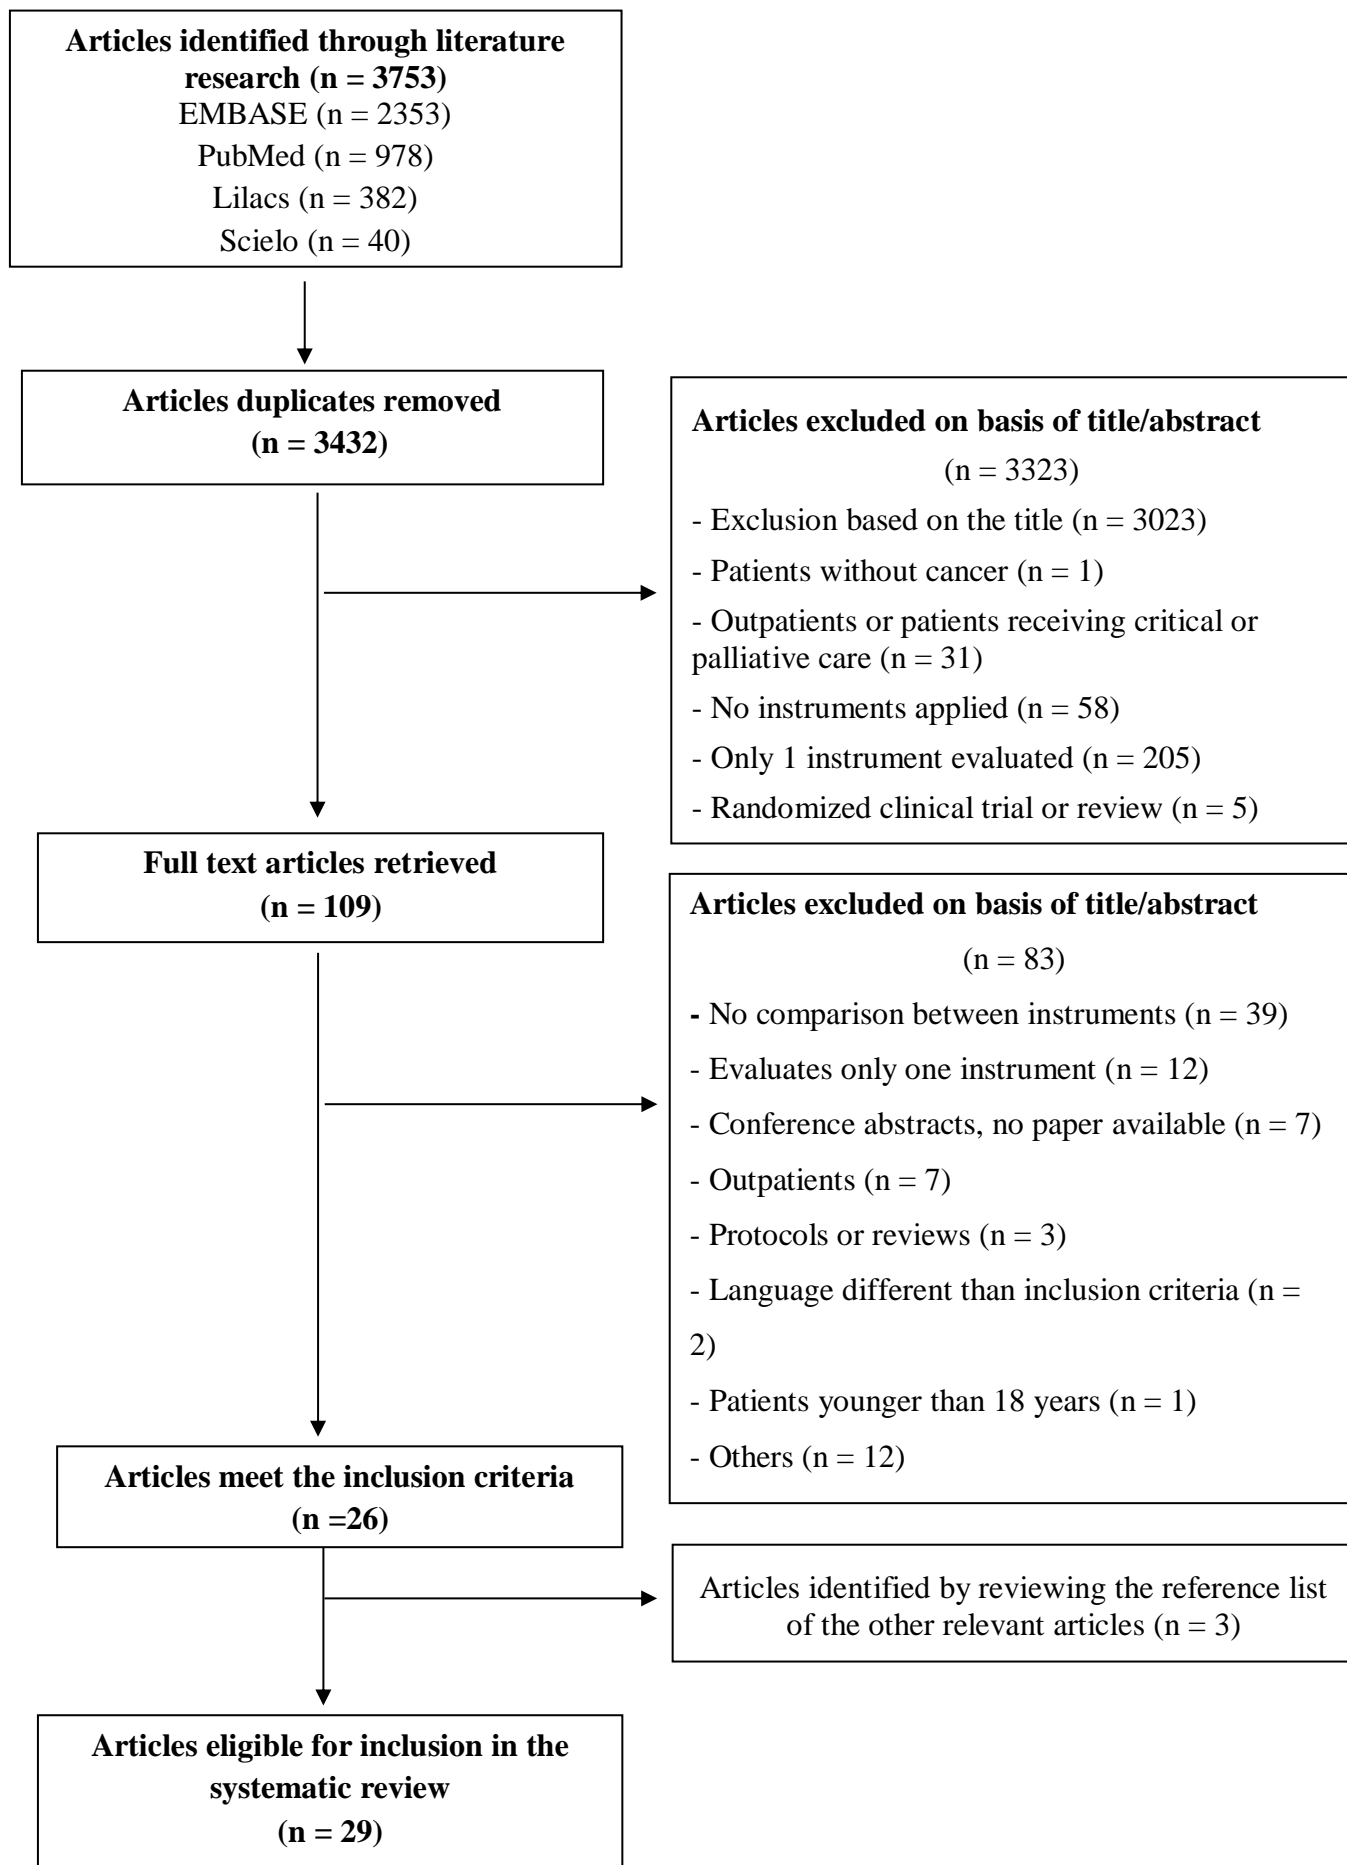 Articles identified through literature
research (n = 3753)
EMBASE (n = 2353)
PubMed (n = 978)
Lilacs (n = 382)
Scielo (n = 40)
Articles duplicates removed
(n = 3432)
Articles excluded on basis of title/abstract
(n = 3323)
- Exclusion based on the title (n = 3023)
- Patients without cancer (n = 1)
- Outpatients or patients receiving critical or
palliative care (n = 31)
- No instruments applied (n = 58)
- Only 1 instrument evaluated (n = 205)
- Randomized clinical trial or review (n = 5)
Full text articles retrieved
(n = 109)
Articles excluded on basis of title/abstract
(n = 83)
- No comparison between instruments (n = 39)
- Evaluates only one instrument (n = 12)
- Conference abstracts, no paper available (n = 7)
- Outpatients (n = 7)
- Protocols or reviews (n = 3)
- Language different than inclusion criteria (n =
2)
- Patients younger than 18 years (n = 1)
- Others (n = 12)
Articles meet the inclusion criteria
(n =26)
Articles identified by reviewing the reference list
of the other relevant articles (n = 3)
Articles eligible for inclusion in the
systematic review
(n = 29)